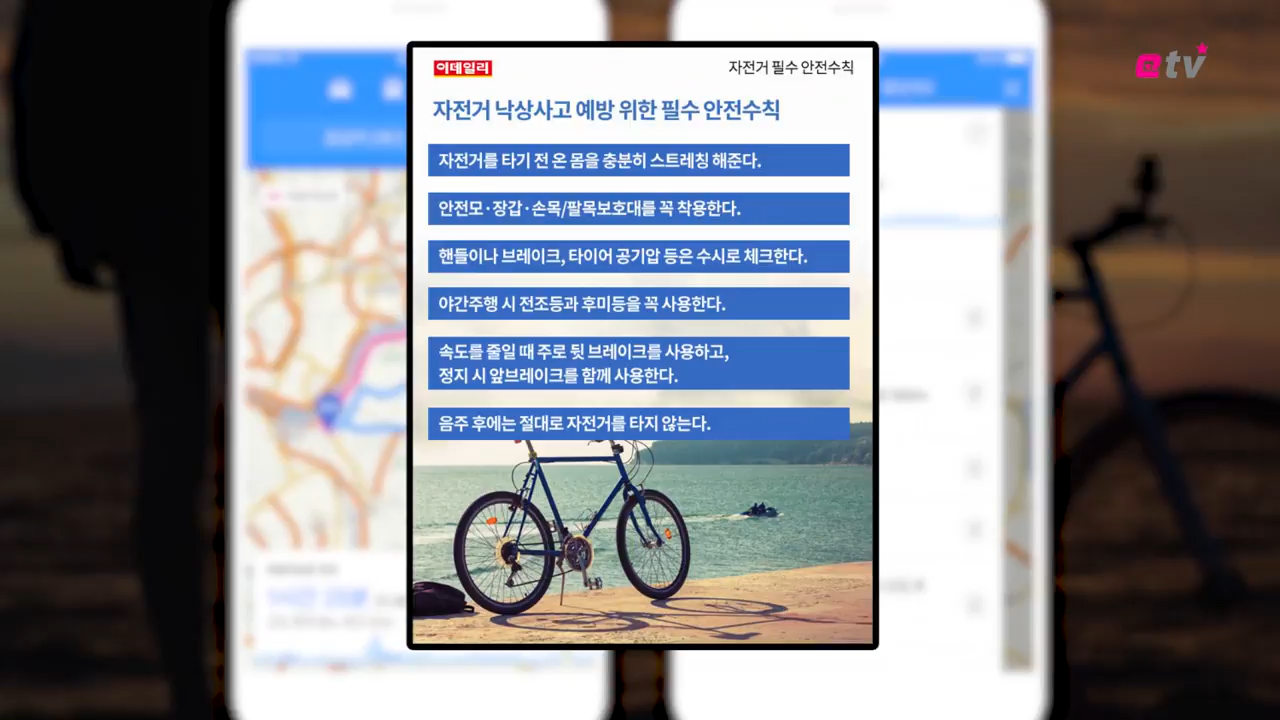 이데일리
자전거 필수 안전수칙
etv
자전거 낙상사고 예방 위한 필수 안전수칙
자전거를 타기 전 온 몸을 충분히 스트레칭 해준다.
안전모·장갑·손목/팔목보호대를 꼭 착용한다.
핸들이나 브레이크, 타이어 공기압 등은 수시로 체크한다.
야간주행 시 전조등과 후미등을 꼭 사용한다.
속도를 줄일 때 주로 뒷 브레이크를 사용하고,
정지 시 앞브레이크를 함께 사용한다.
음주 후에는 절대로 자전거를 타지 않는다.